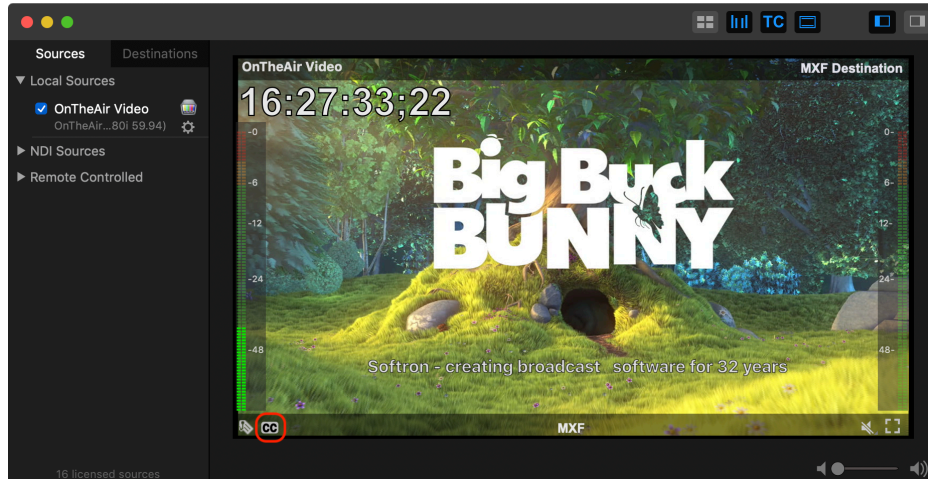 TC
Sources Destinations
Local Sources
OnTheAir Video
OnTheAir...80i 59.94)
NDI Sources
Remote Controlled
16 licensed sources
OnTheAir Video
MXF Destination
16:27:33;22
-0
-6
-12
-24
-48
0-
6-
12-
24-
48-
Big Buck
BUNNY
Softron - creating broadcast software for 32 years
CC
MXF